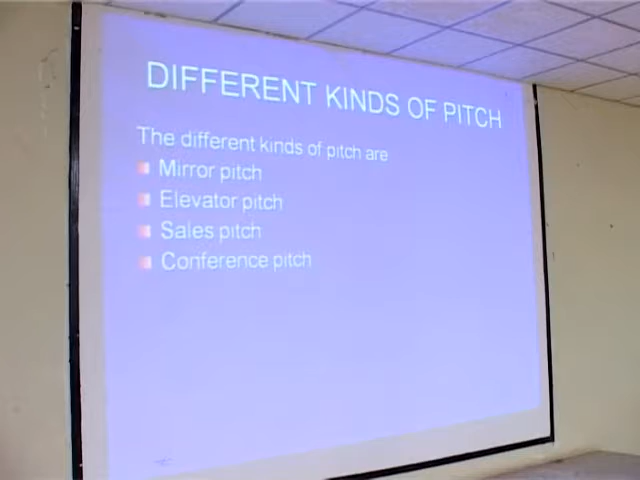 DIFFERENT KINDS OF PITCH
The different kinds of pitch are
Mirror pitch
Elevator pitch
Sales pitch
Conference pitch